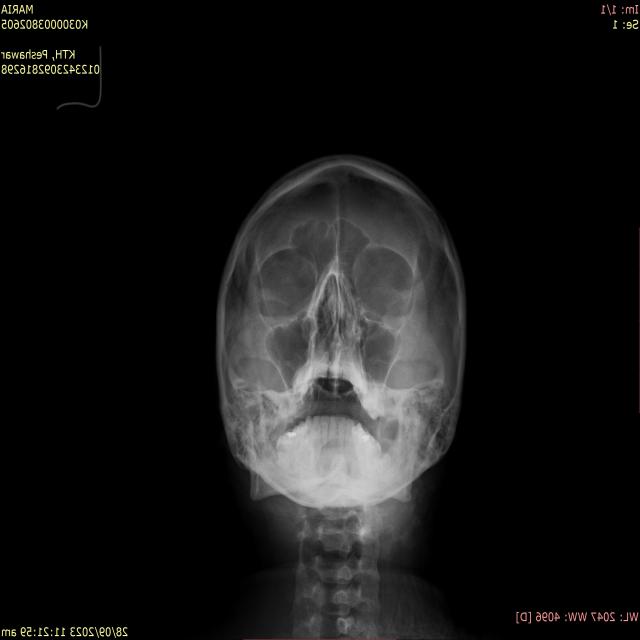 MARIA
K03000003802605
KTH, Peshawar
0123423092816298
Im: 1/1
Se: 1
28/09/2023 11:21:59 am
WL: 2047 WW: 4096 [D]